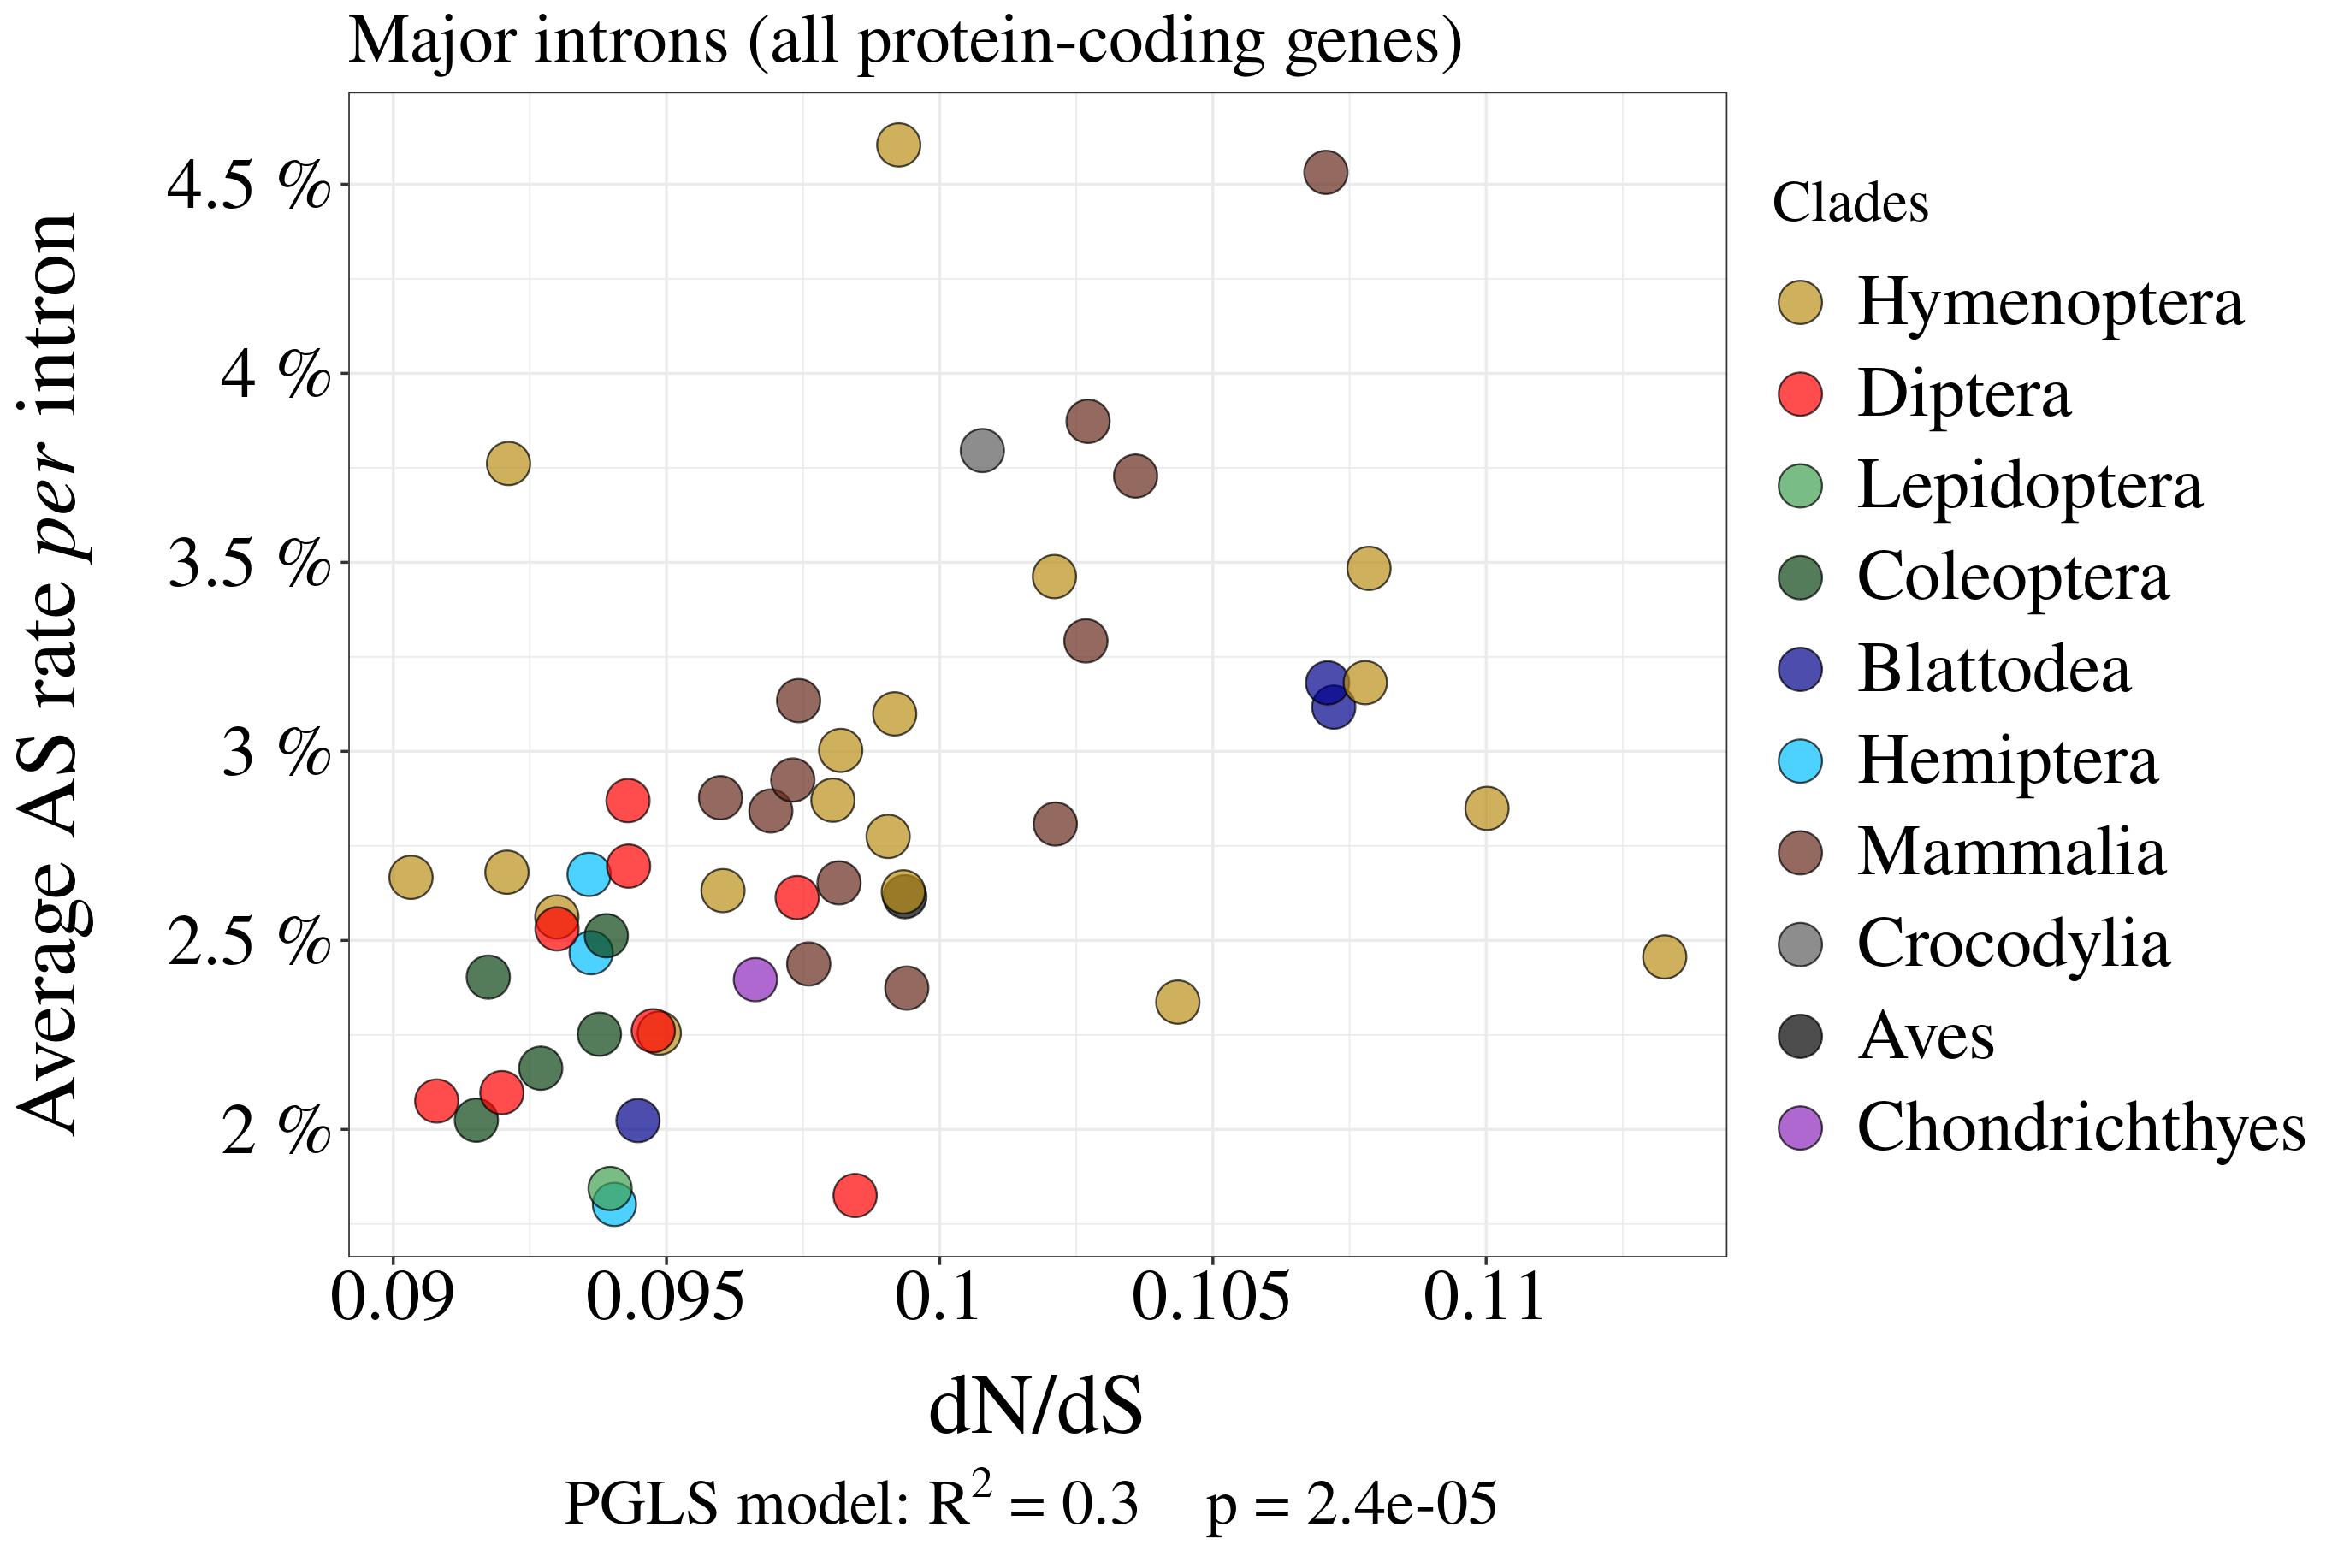 Major introns (all protein-coding genes)
Average AS rate per intron
4.5 %
4 %
3.5 %
3 %
2.5 %
2 %
0.09 0.095 0.1 0.105 0.11
dN/dS
PGLS model: R² = 0.3 p = 2.4e-05
Clades
Hymenoptera
Diptera
Lepidoptera
Coleoptera
Blattodea
Hemiptera
Mammalia
Crocodylia
Aves
Chondrichthyes